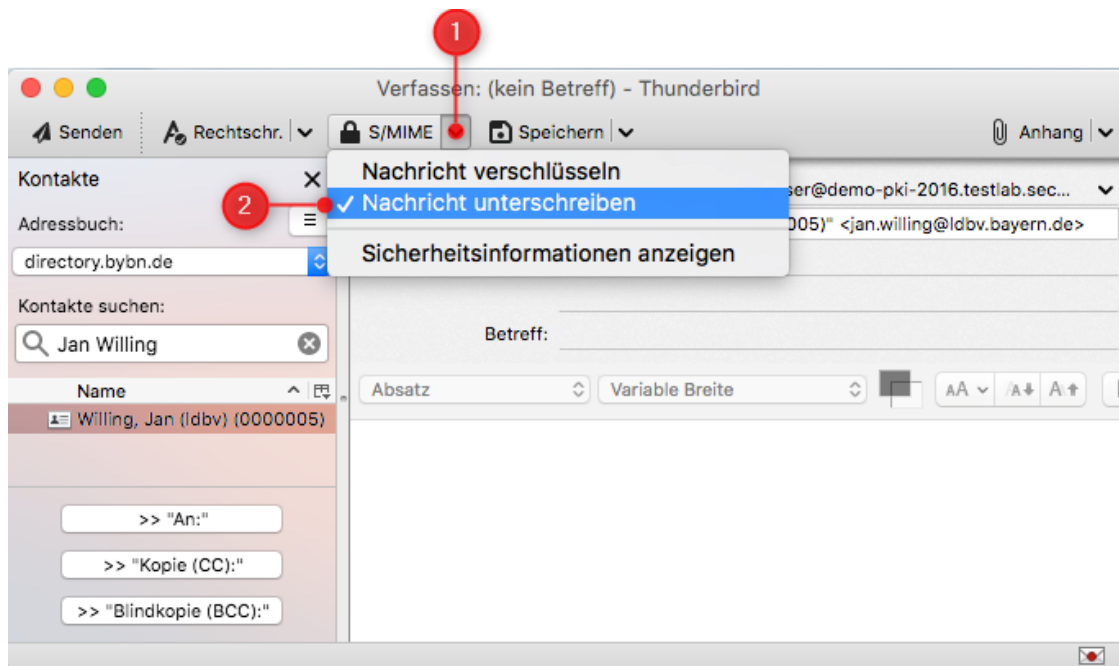 1
Verfassen: (kein Betreff) - Thunderbird
Senden Rechtschr. S/MIME Speichern Anhang
Kontakte
Nachricht verschlüsseln
ser@demo-pki-2016.testlab.sec...
2
Nachricht unterschreiben
Adressbuch:
005)" <jan.willing@ldbv.bayern.de>
directory.bybn.de
Sicherheitsinformationen anzeigen
Kontakte suchen:
Jan Willing
Betreff:
Name
Absatz Variable Breite AA A A
Willing, Jan (ldbv) (0000005)
>> "An:"
>> "Kopie (CC):"
>> "Blindkopie (BCC):"